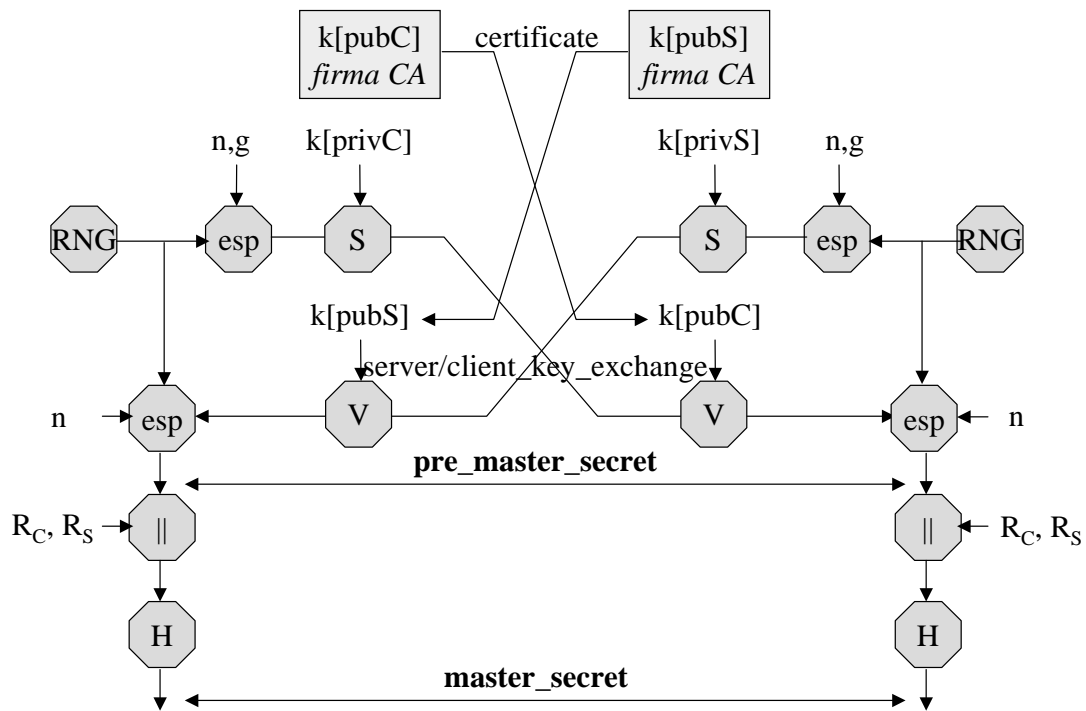 k[pubC] certificate k[pubS]
firma CA firma CA
n,g k[privC] k[privS] n,g
RNG esp S S esp RNG
k[pubS] k[pubC]
server/client_key_exchange
n esp V V esp n
pre_master_secret
R_C, R_S || || R_C, R_S
H H
master_secret